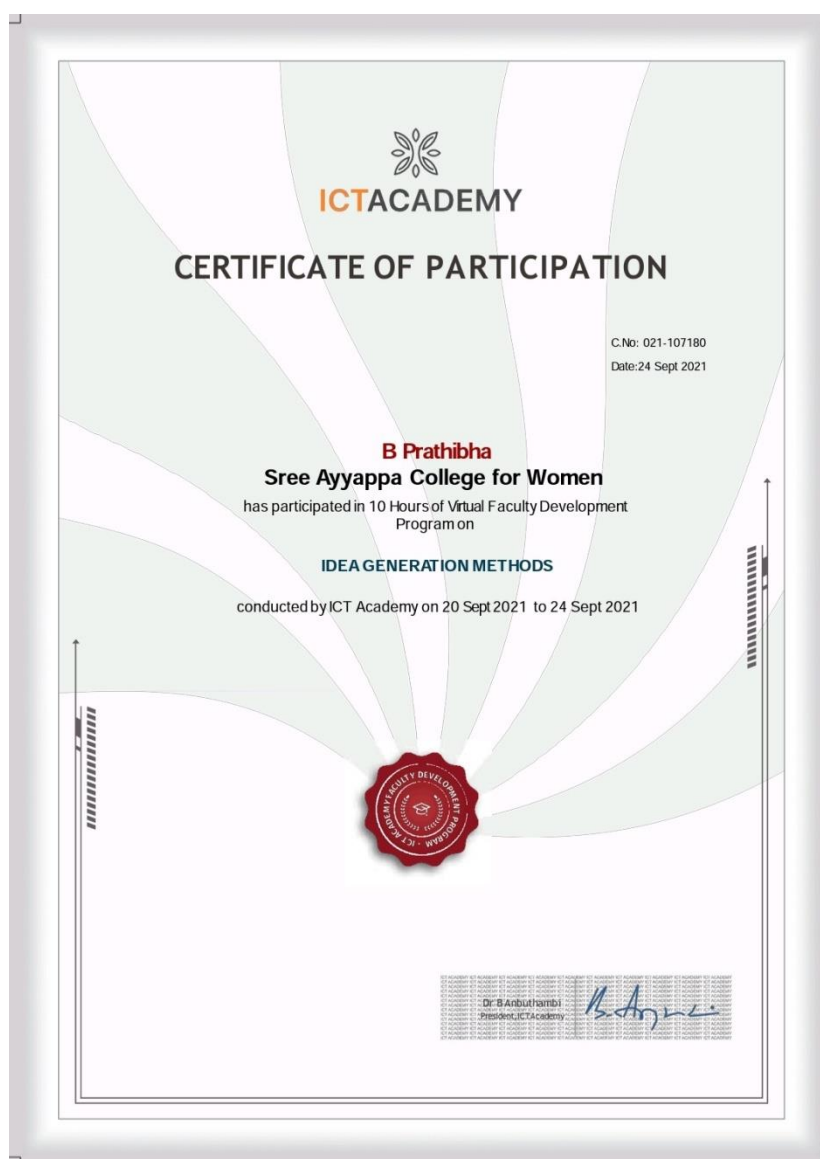 ICTACADEMY
CERTIFICATE OF PARTICIPATION
C.No: 021-107180
Date:24 Sept 2021
B Prathibha
Sree Ayyappa College for Women
has participated in 10 Hours of Virtual Faculty Development
Program on
IDEA GENERATION METHODS
conducted by ICT Academy on 20 Sept 2021 to 24 Sept 2021
FACULTY DEVELOPMENT PROGRAM · ICT ACADEMY
Dr B Anbuthambi
President, ICT Academy